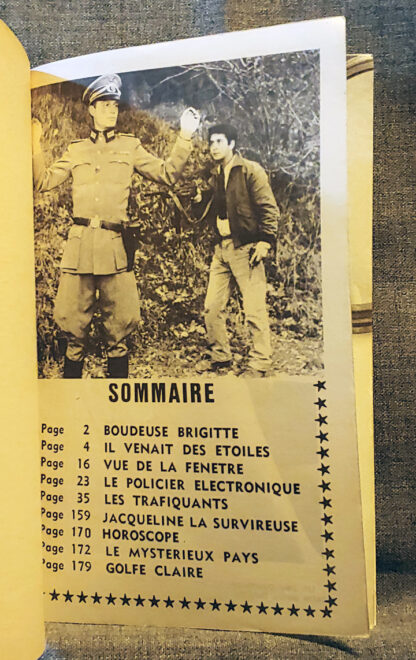 SOMMAIRE
Page 2 BOUDEUSE BRIGITTE
Page 4 IL VENAIT DES ETOILES
Page 16 VUE DE LA FENETRE
Page 23 LE POLICIER ELECTRONIQUE
Page 35 LES TRAFIQUANTS
Page 159 JACQUELINE LA SURVIREUSE
Page 170 HOROSCOPE
Page 172 LE MYSTERIEUX PAYS
Page 179 GOLFE CLAIRE